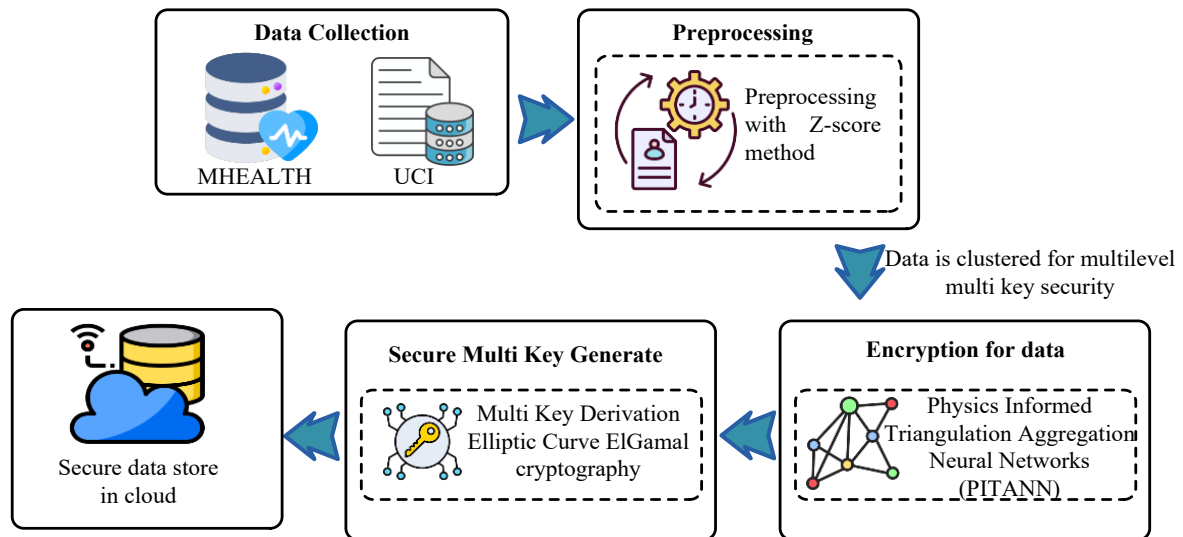 Data Collection
MHEALTH
UCI
Preprocessing
Preprocessing
with Z-score
method
Data is clustered for multilevel
multi key security
Encryption for data
Physics Informed
Triangulation Aggregation
Neural Networks
(PITANN)
Secure Multi Key Generate
Multi Key Derivation
Elliptic Curve ElGamal
cryptography
Secure data store
in cloud